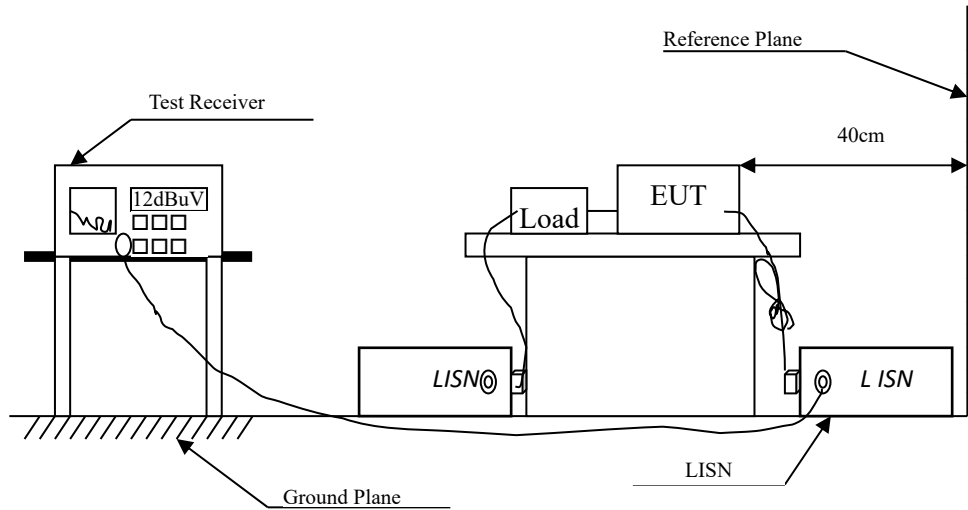 Reference Plane
Test Receiver
40cm
12dBuV
Load
EUT
LISN
L ISN
LISN
Ground Plane